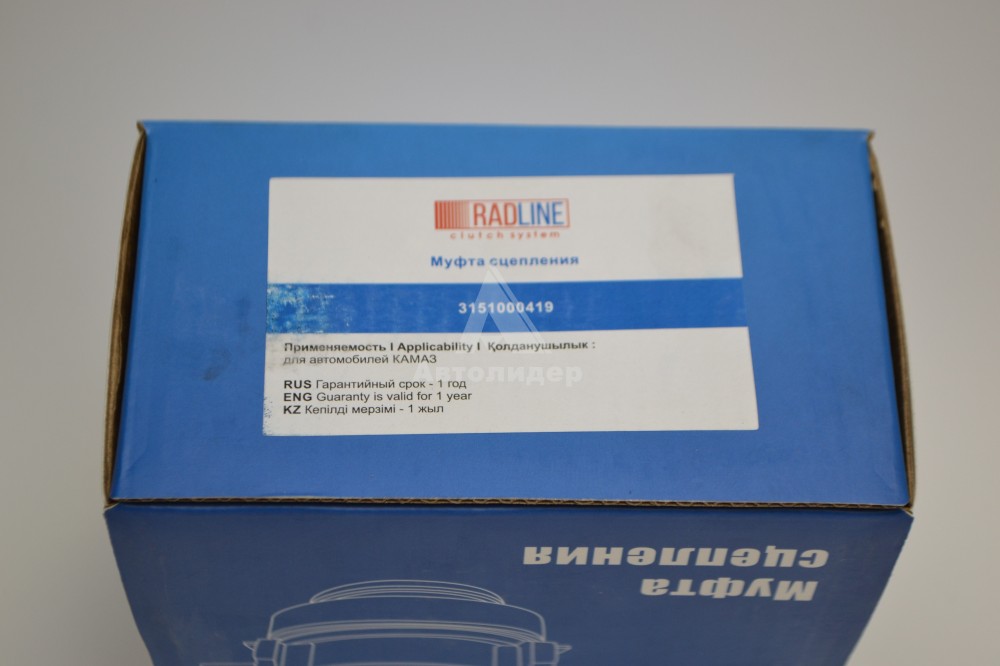 RADLINE
clutch system
Муфта сцепления
3151000419
Применяемость I Applicability I Қолданушылык :
для автомобилей КАМАЗ
Автолидер
RUS Гарантийный срок - 1 год
ENG Guaranty is valid for 1 year
KZ Кепілді мерзімі - 1 жыл
Муфта
сцепления